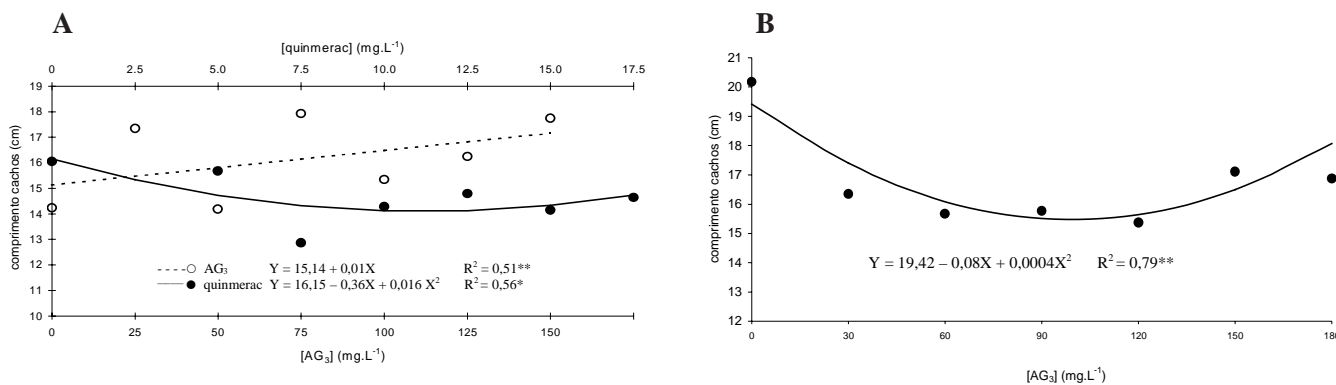 A
[quinmerac] (mg.L⁻¹)
0 2.5 5.0 7.5 10.0 12.5 15.0 17.5
comprimento cachos (cm)
19
18
17
16
15
14
13
12
11
10
AG₃ Y = 15,14 + 0,01X R² = 0,51**
quinmerac Y = 16,15 – 0,36X + 0,016 X² R² = 0,56*
0 25 50 75 100 125 150
[AG₃] (mg.L⁻¹)
B
comprimento cachos (cm)
21
20
19
18
17
16
15
14
13
12
Y = 19,42 – 0,08X + 0,0004X² R² = 0,79**
0 30 60 90 120 150 180
[AG₃] (mg.L⁻¹)